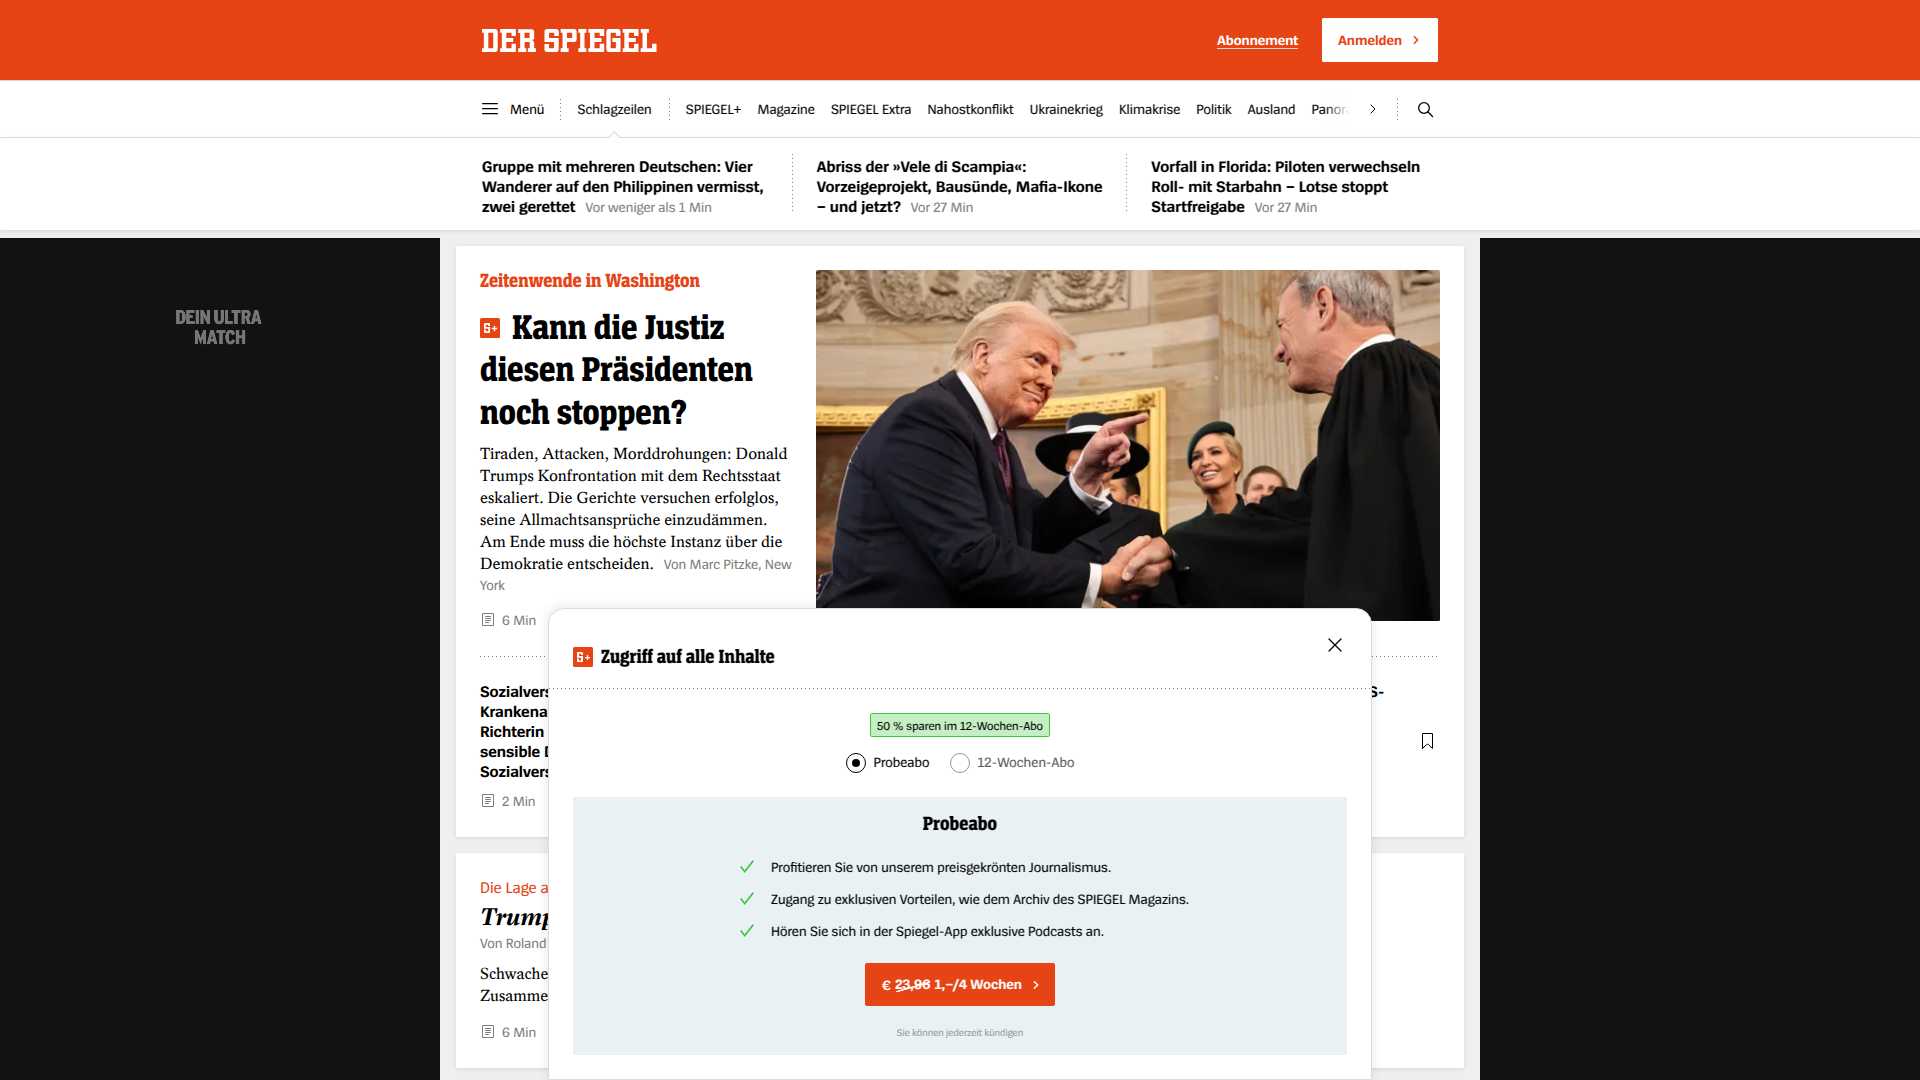 DER SPIEGEL
Abonnement
Anmelden
Menü
Schlagzeilen
SPIEGEL+
Magazine
SPIEGEL Extra
Nahostkonflikt
Ukrainekrieg
Klimakrise
Politik
Ausland
Gruppe mit mehreren Deutschen: Vier
Wanderer auf den Philippinen vermisst,
zwei gerettet Vor weniger als 1 Min
Abriss der »Vele di Scampia«:
Vorzeigeprojekt, Bausünde, Mafia-Ikone
– und jetzt? Vor 27 Min
Vorfall in Florida: Piloten verwechseln
Roll- mit Starbahn – Lotse stoppt
Startfreigabe Vor 27 Min
DEIN ULTRA
MATCH
Zeitenwende in Washington
Kann die Justiz
diesen Präsidenten
noch stoppen?
Tiraden, Attacken, Morddrohungen: Donald
Trumps Konfrontation mit dem Rechtsstaat
eskaliert. Die Gerichte versuchen erfolglos,
seine Allmachtsansprüche einzudämmen.
Am Ende muss die höchste Instanz über die
Demokratie entscheiden. Von Marc Pitzke, New
York
6 Min
Sozialvers
Krankena
Richterin
sensible D
Sozialvers
2 Min
S-
Die Lage a
Trump
Von Roland
Schwache
Zusamme
6 Min
Zugriff auf alle Inhalte
50 % sparen im 12-Wochen-Abo
Probeabo
12-Wochen-Abo
Probeabo
Profitieren Sie von unserem preisgekrönten Journalismus.
Zugang zu exklusiven Vorteilen, wie dem Archiv des SPIEGEL Magazins.
Hören Sie sich in der Spiegel-App exklusive Podcasts an.
€ 23,96 1,–/4 Wochen
Sie können jederzeit kündigen